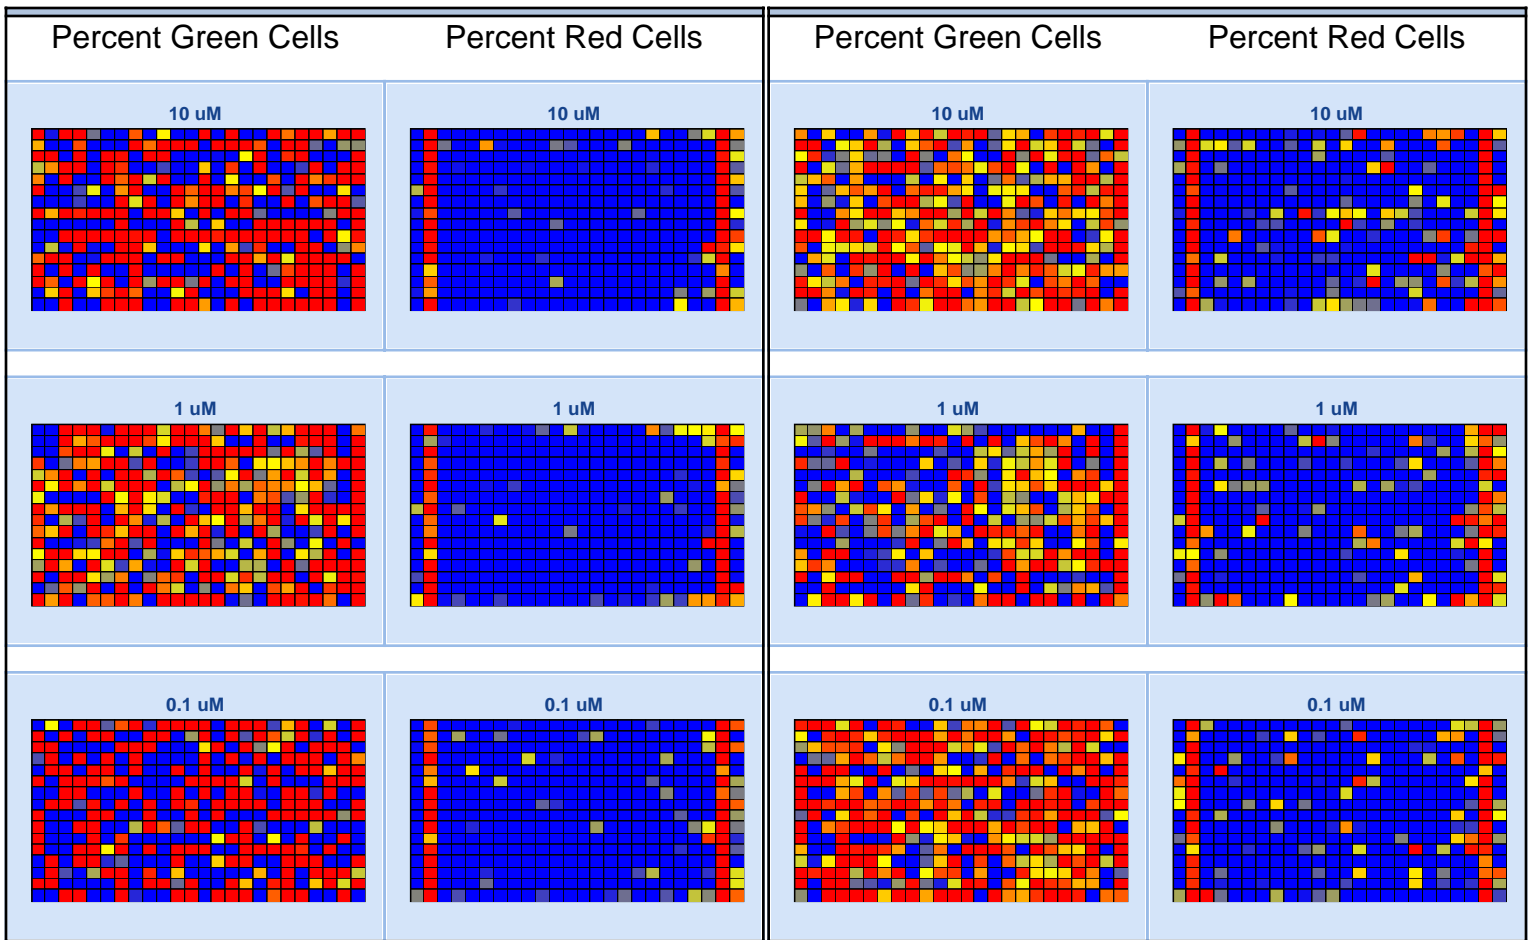 Percent Green Cells Percent Red Cells Percent Green Cells Percent Red Cells
10 uM 10 uM 10 uM 10 uM
1 uM 1 uM 1 uM 1 uM
0.1 uM 0.1 uM 0.1 uM 0.1 uM